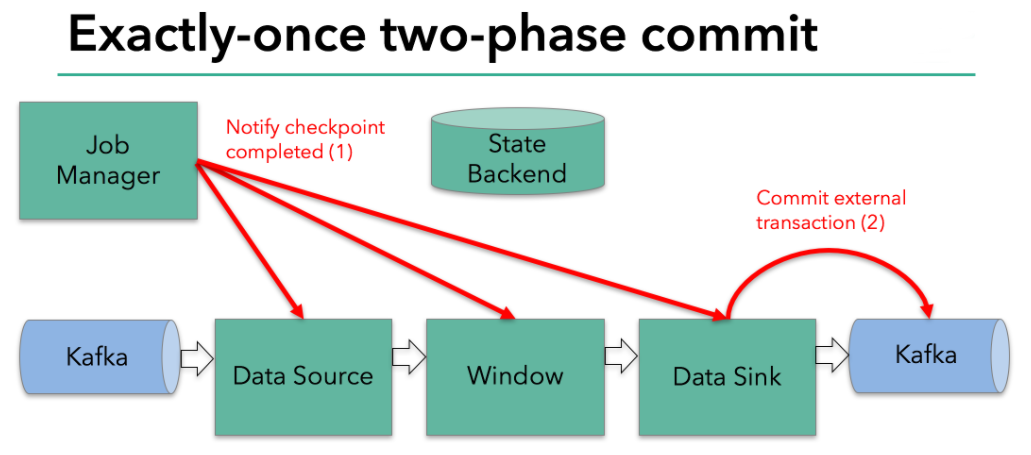 Exactly-once two-phase commit
Job
Manager
Notify checkpoint
completed (1)
State
Backend
Commit external
transaction (2)
Kafka
Data Source
Window
Data Sink
Kafka